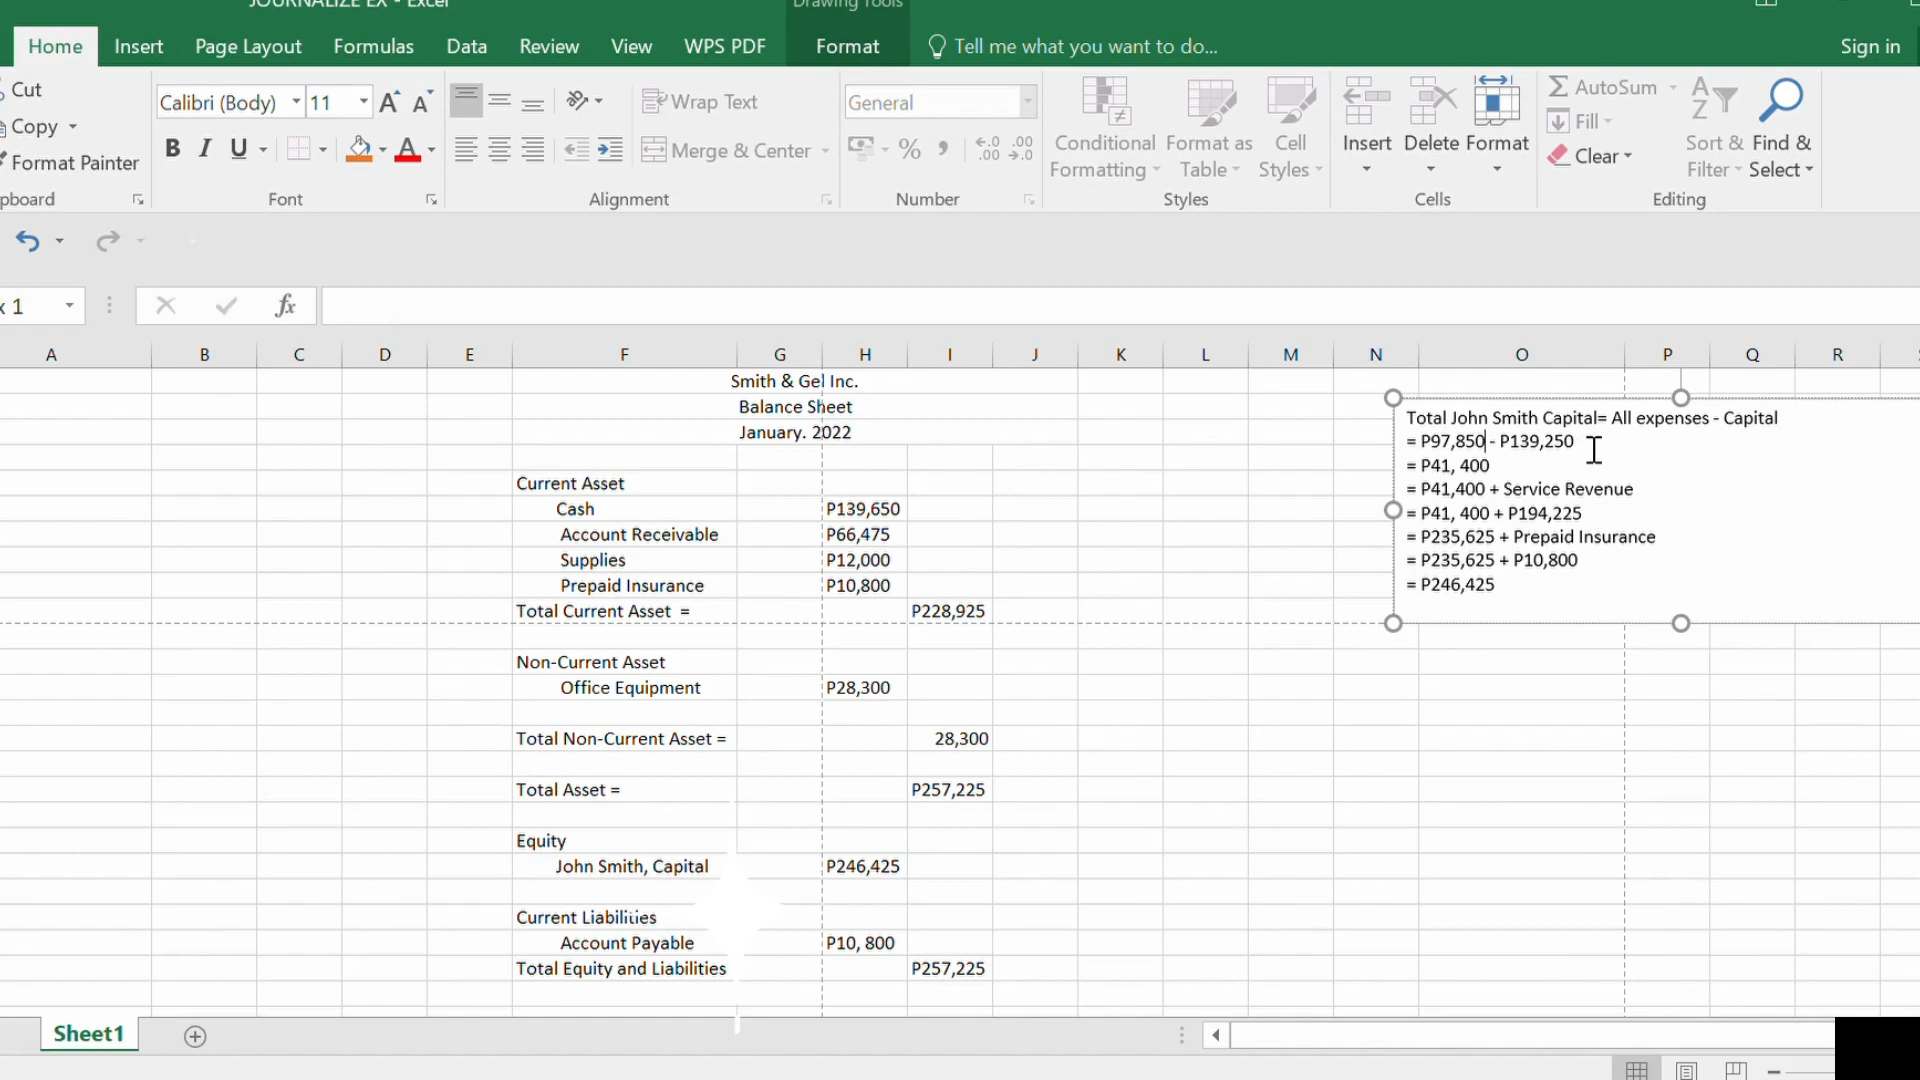 JOURNALIZE EX - Excel
Drawing Tools
Home Insert Page Layout Formulas Data Review View WPS PDF Format Tell me what you want to do... Sign in
Cut
Copy
Format Painter
pboard
Calibri (Body) 11
B I U
Font
Wrap Text
Merge & Center
Alignment
General
% ,
Number
Conditional Formatting
Format as Table
Cell Styles
Styles
Insert Delete Format
Cells
AutoSum
Fill
Clear
Sort & Filter
Find & Select
Editing
x 1
fx
A B C D E F G H I J K L M N O P Q R
Smith & Gel Inc.
Balance Sheet
January. 2022
Current Asset
Cash P139,650
Account Receivable P66,475
Supplies P12,000
Prepaid Insurance P10,800
Total Current Asset = P228,925
Non-Current Asset
Office Equipment P28,300
Total Non-Current Asset = 28,300
Total Asset = P257,225
Equity
John Smith, Capital P246,425
Current Liabilities
Account Payable P10, 800
Total Equity and Liabilities P257,225
Total John Smith Capital= All expenses - Capital
= P97,850 - P139,250
= P41, 400
= P41,400 + Service Revenue
= P41, 400 + P194,225
= P235,625 + Prepaid Insurance
= P235,625 + P10,800
= P246,425
Sheet1